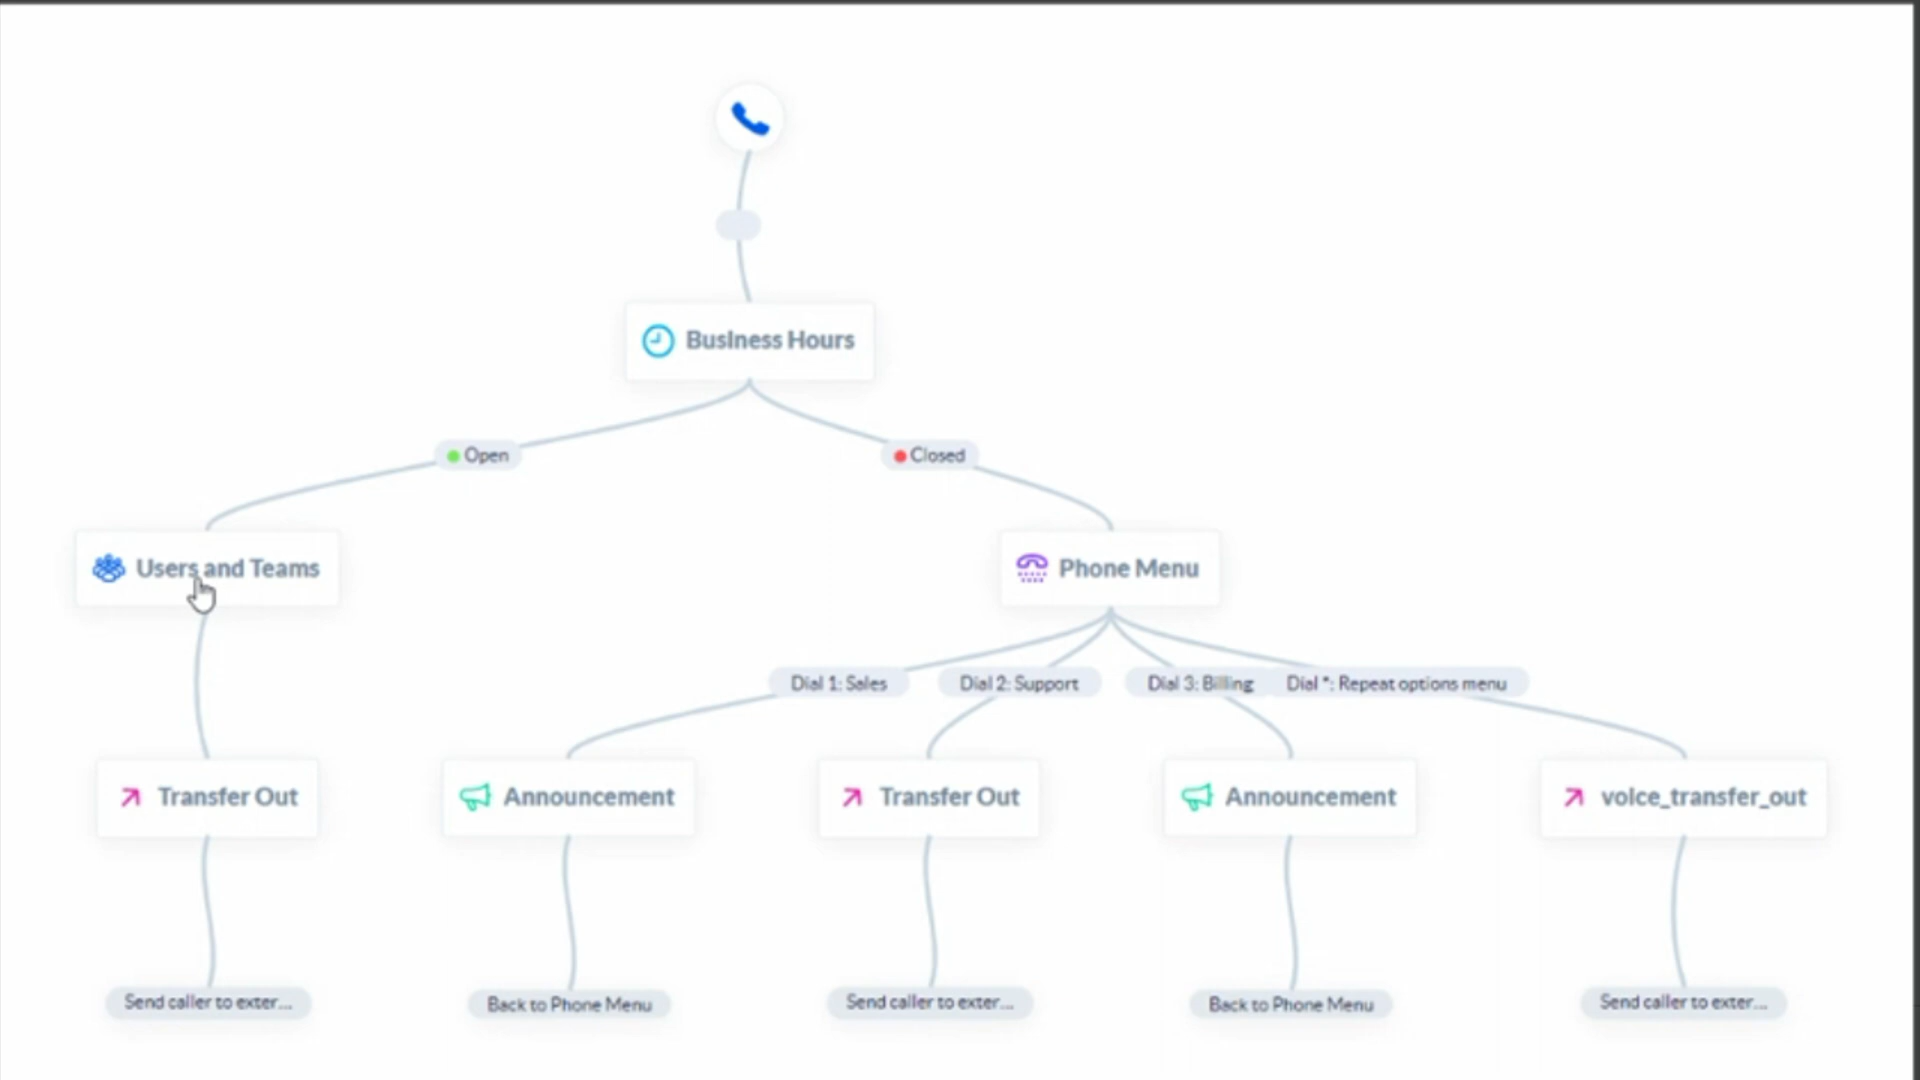 Business Hours
Open
Closed
Users and Teams
Phone Menu
Dial 1: Sales
Dial 2: Support
Dial 3: Billing
Dial *: Repeat options menu
Transfer Out
Announcement
Transfer Out
Announcement
voice_transfer_out
Send caller to exter...
Back to Phone Menu
Send caller to exter...
Back to Phone Menu
Send caller to exter...